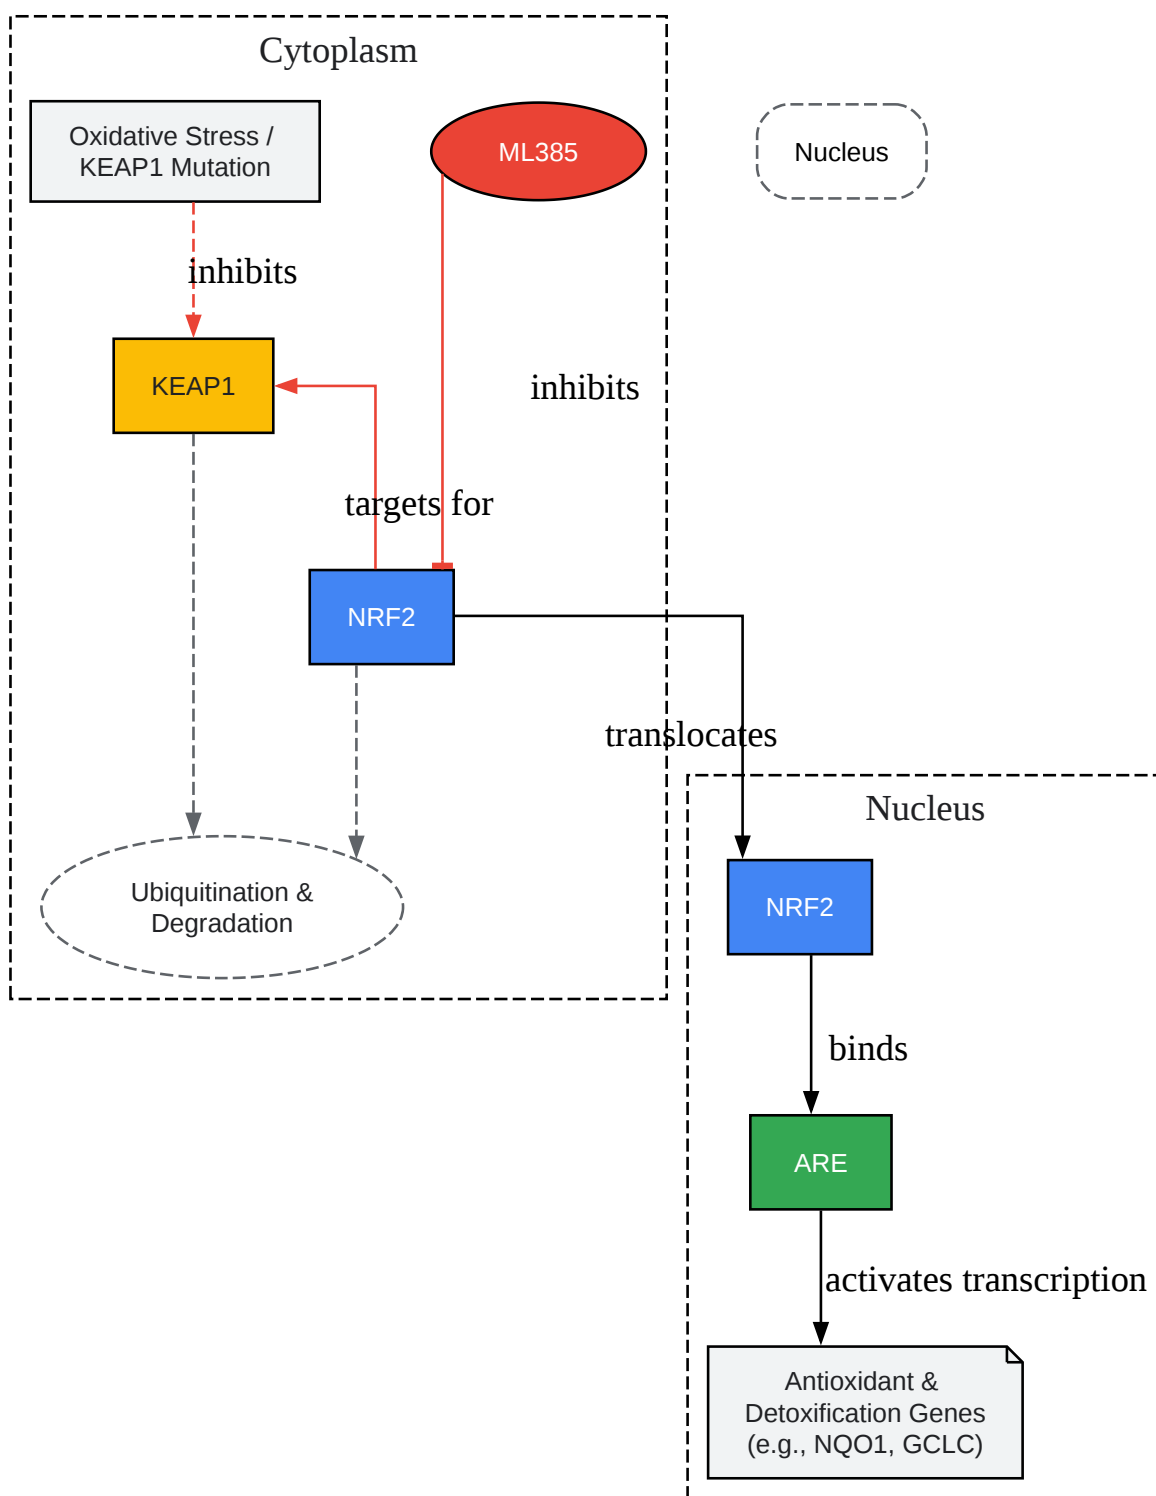 Cytoplasm
Oxidative Stress /
KEAP1 Mutation
ML385
Nucleus
inhibits
KEAP1
inhibits
targets for
NRF2
translocates
Nucleus
Ubiquitination &
Degradation
NRF2
binds
ARE
activates transcription
Antioxidant &
Detoxification Genes
(e.g., NQO1, GCLC)